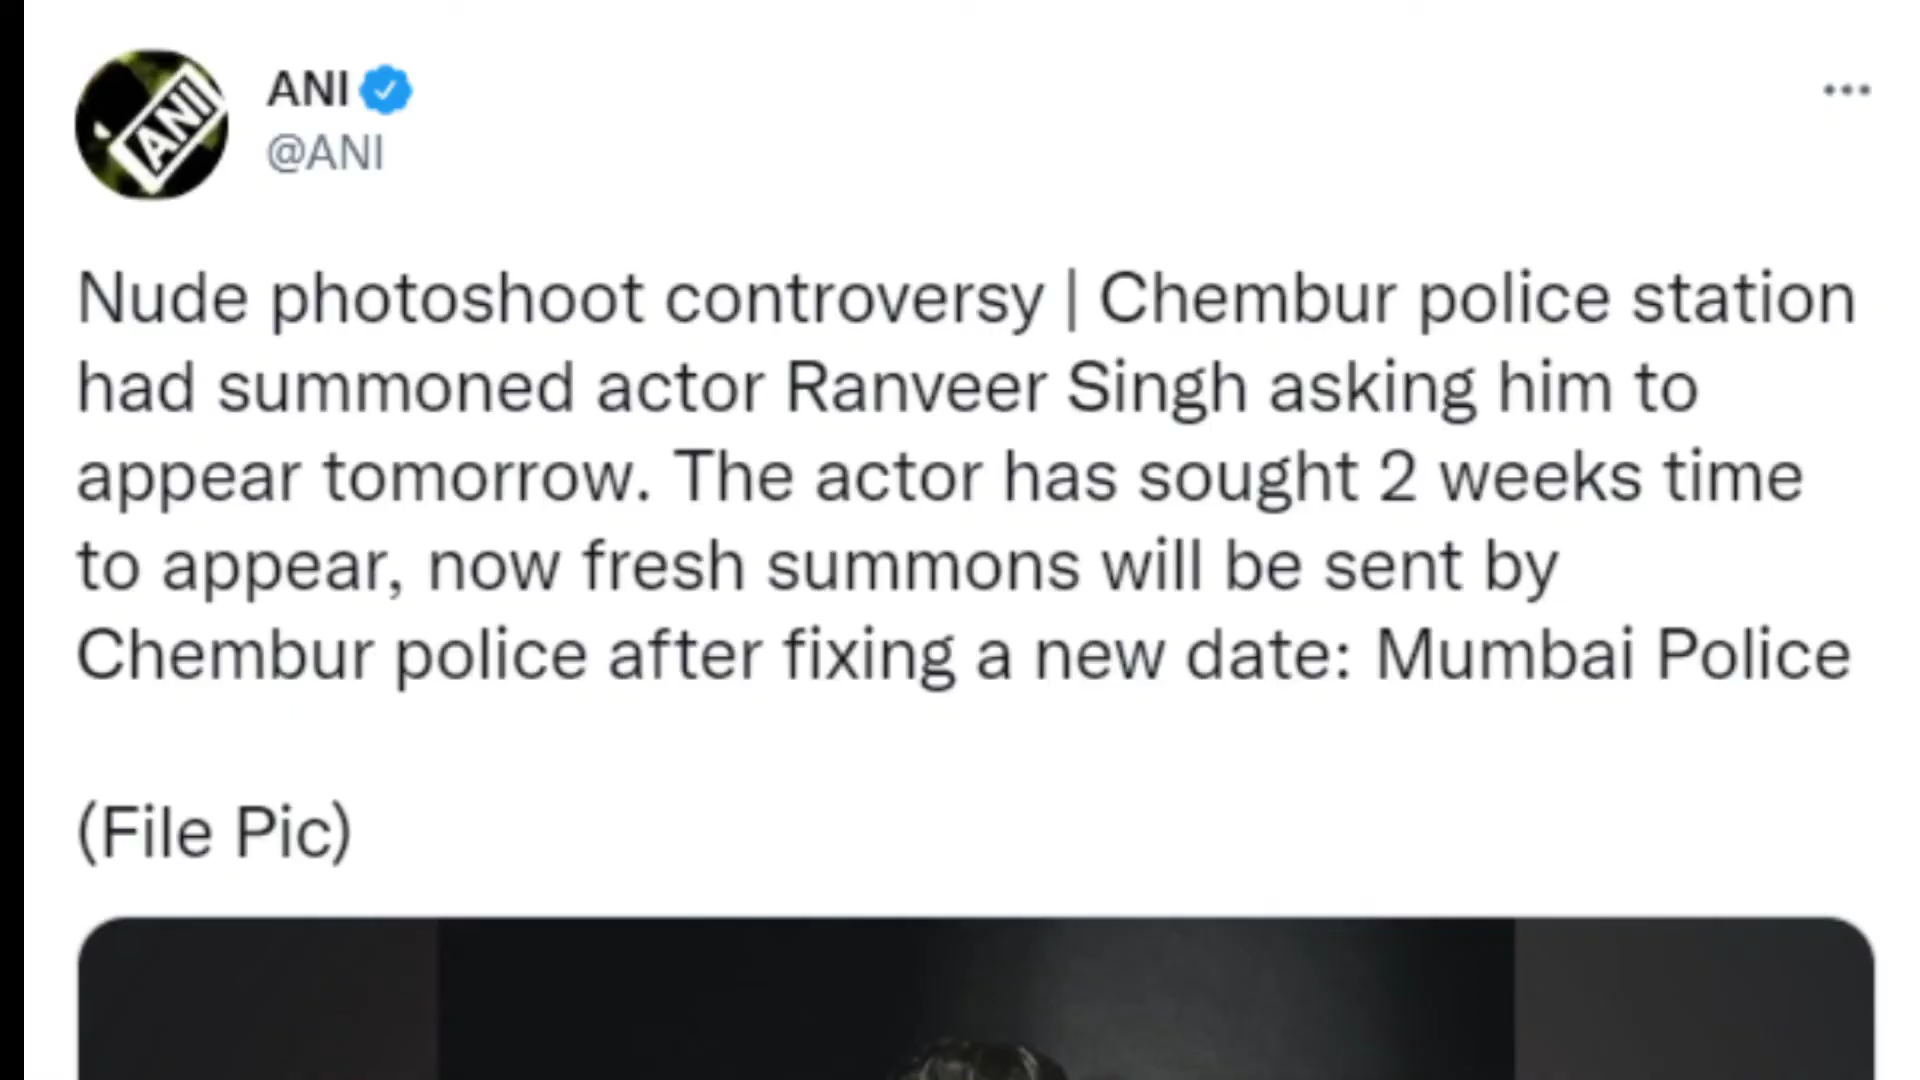 ANI
ANI
@ANI
Nude photoshoot controversy | Chembur police station
had summoned actor Ranveer Singh asking him to
appear tomorrow. The actor has sought 2 weeks time
to appear, now fresh summons will be sent by
Chembur police after fixing a new date: Mumbai Police
(File Pic)